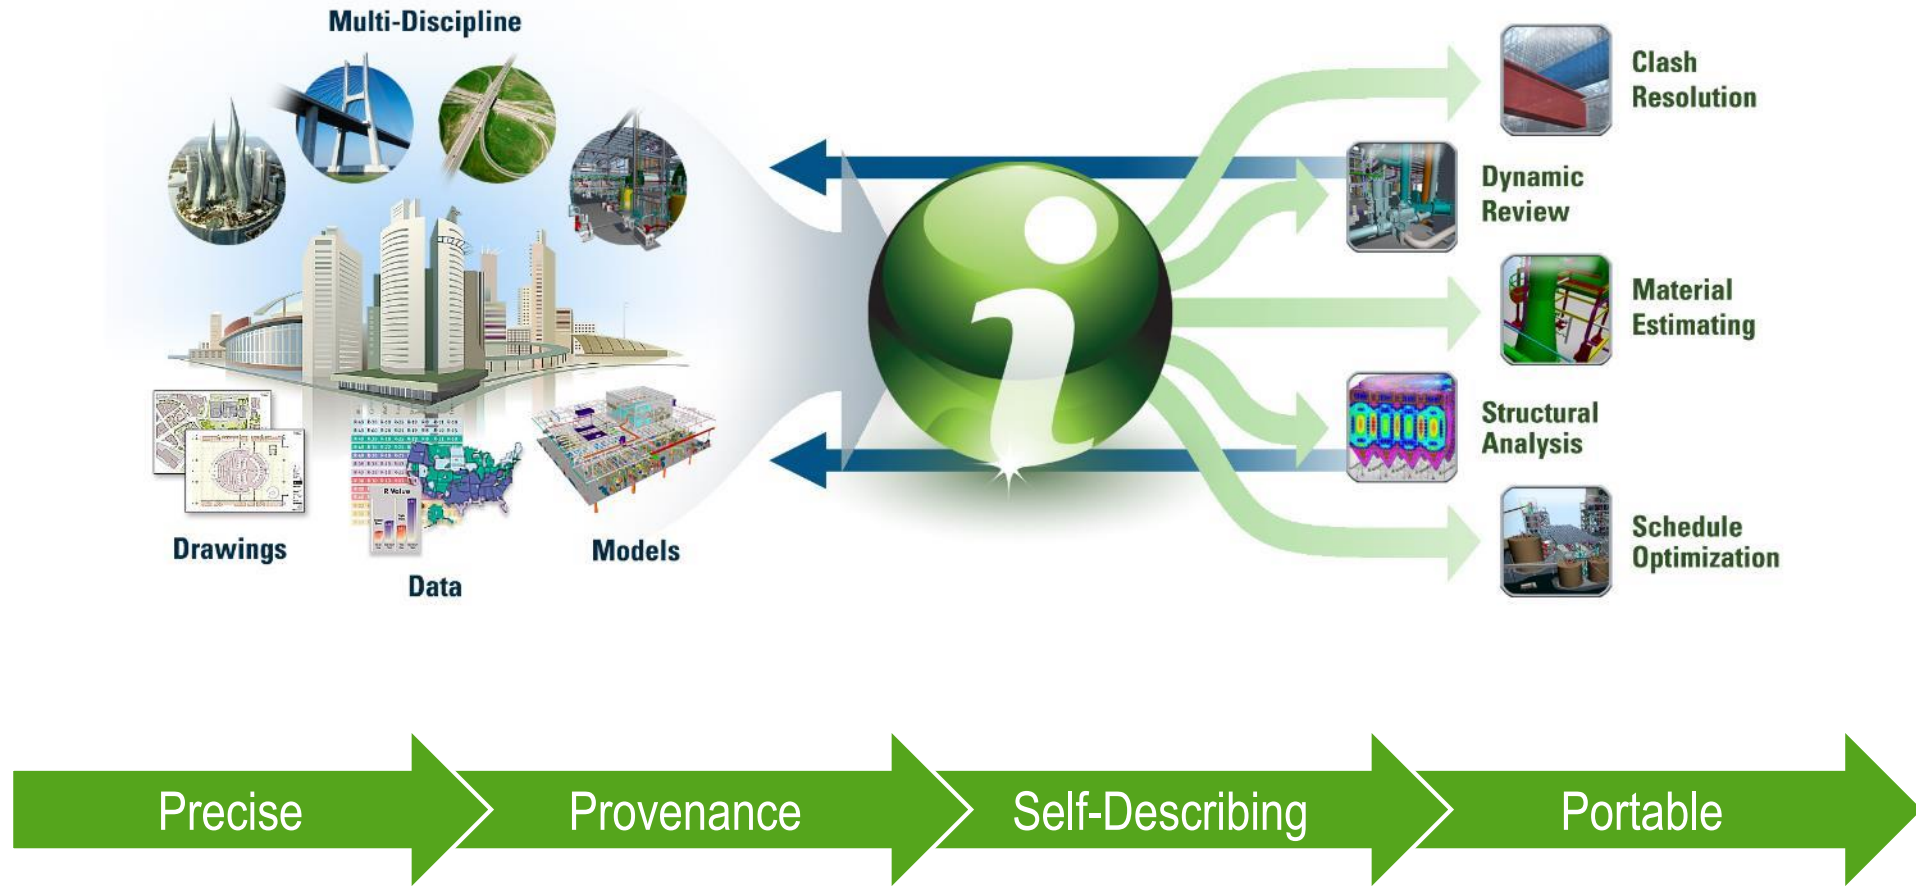 Multi-Discipline
Clash
Resolution
Dynamic
Review
Material
Estimating
Structural
Analysis
Schedule
Optimization
R Value
Drawings
Data
Models
Precise
Provenance
Self-Describing
Portable